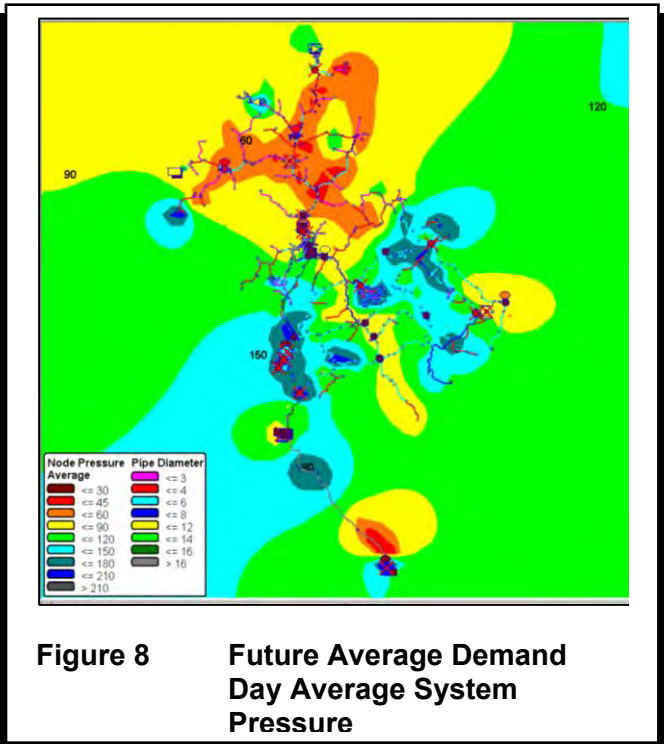 120
60
90
150
90
Node Pressure Pipe Diameter
Average
<= 30 <= 3
<= 45 <= 4
<= 60 <= 6
<= 90 <= 8
<= 120 <= 12
<= 150 <= 14
<= 180 <= 16
<= 210 > 16
> 210
Figure 8 Future Average Demand
Day Average System
Pressure